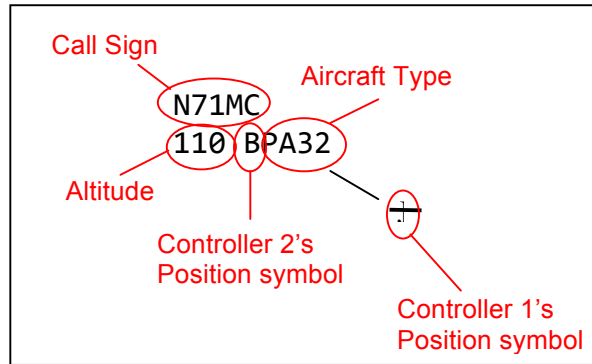 Call Sign
N71MC
Aircraft Type
110 BPA32
Altitude
Controller 2's
Position symbol
Controller 1's
Position symbol